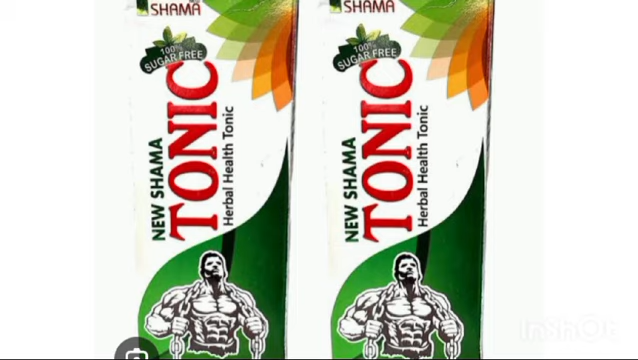 SHAMA
100%
SUGAR FREE
NEW SHAMA
TONIC
Herbal Health Tonic
SHAMA
100%
SUGAR FREE
NEW SHAMA
TONIC
Herbal Health Tonic
InShOt